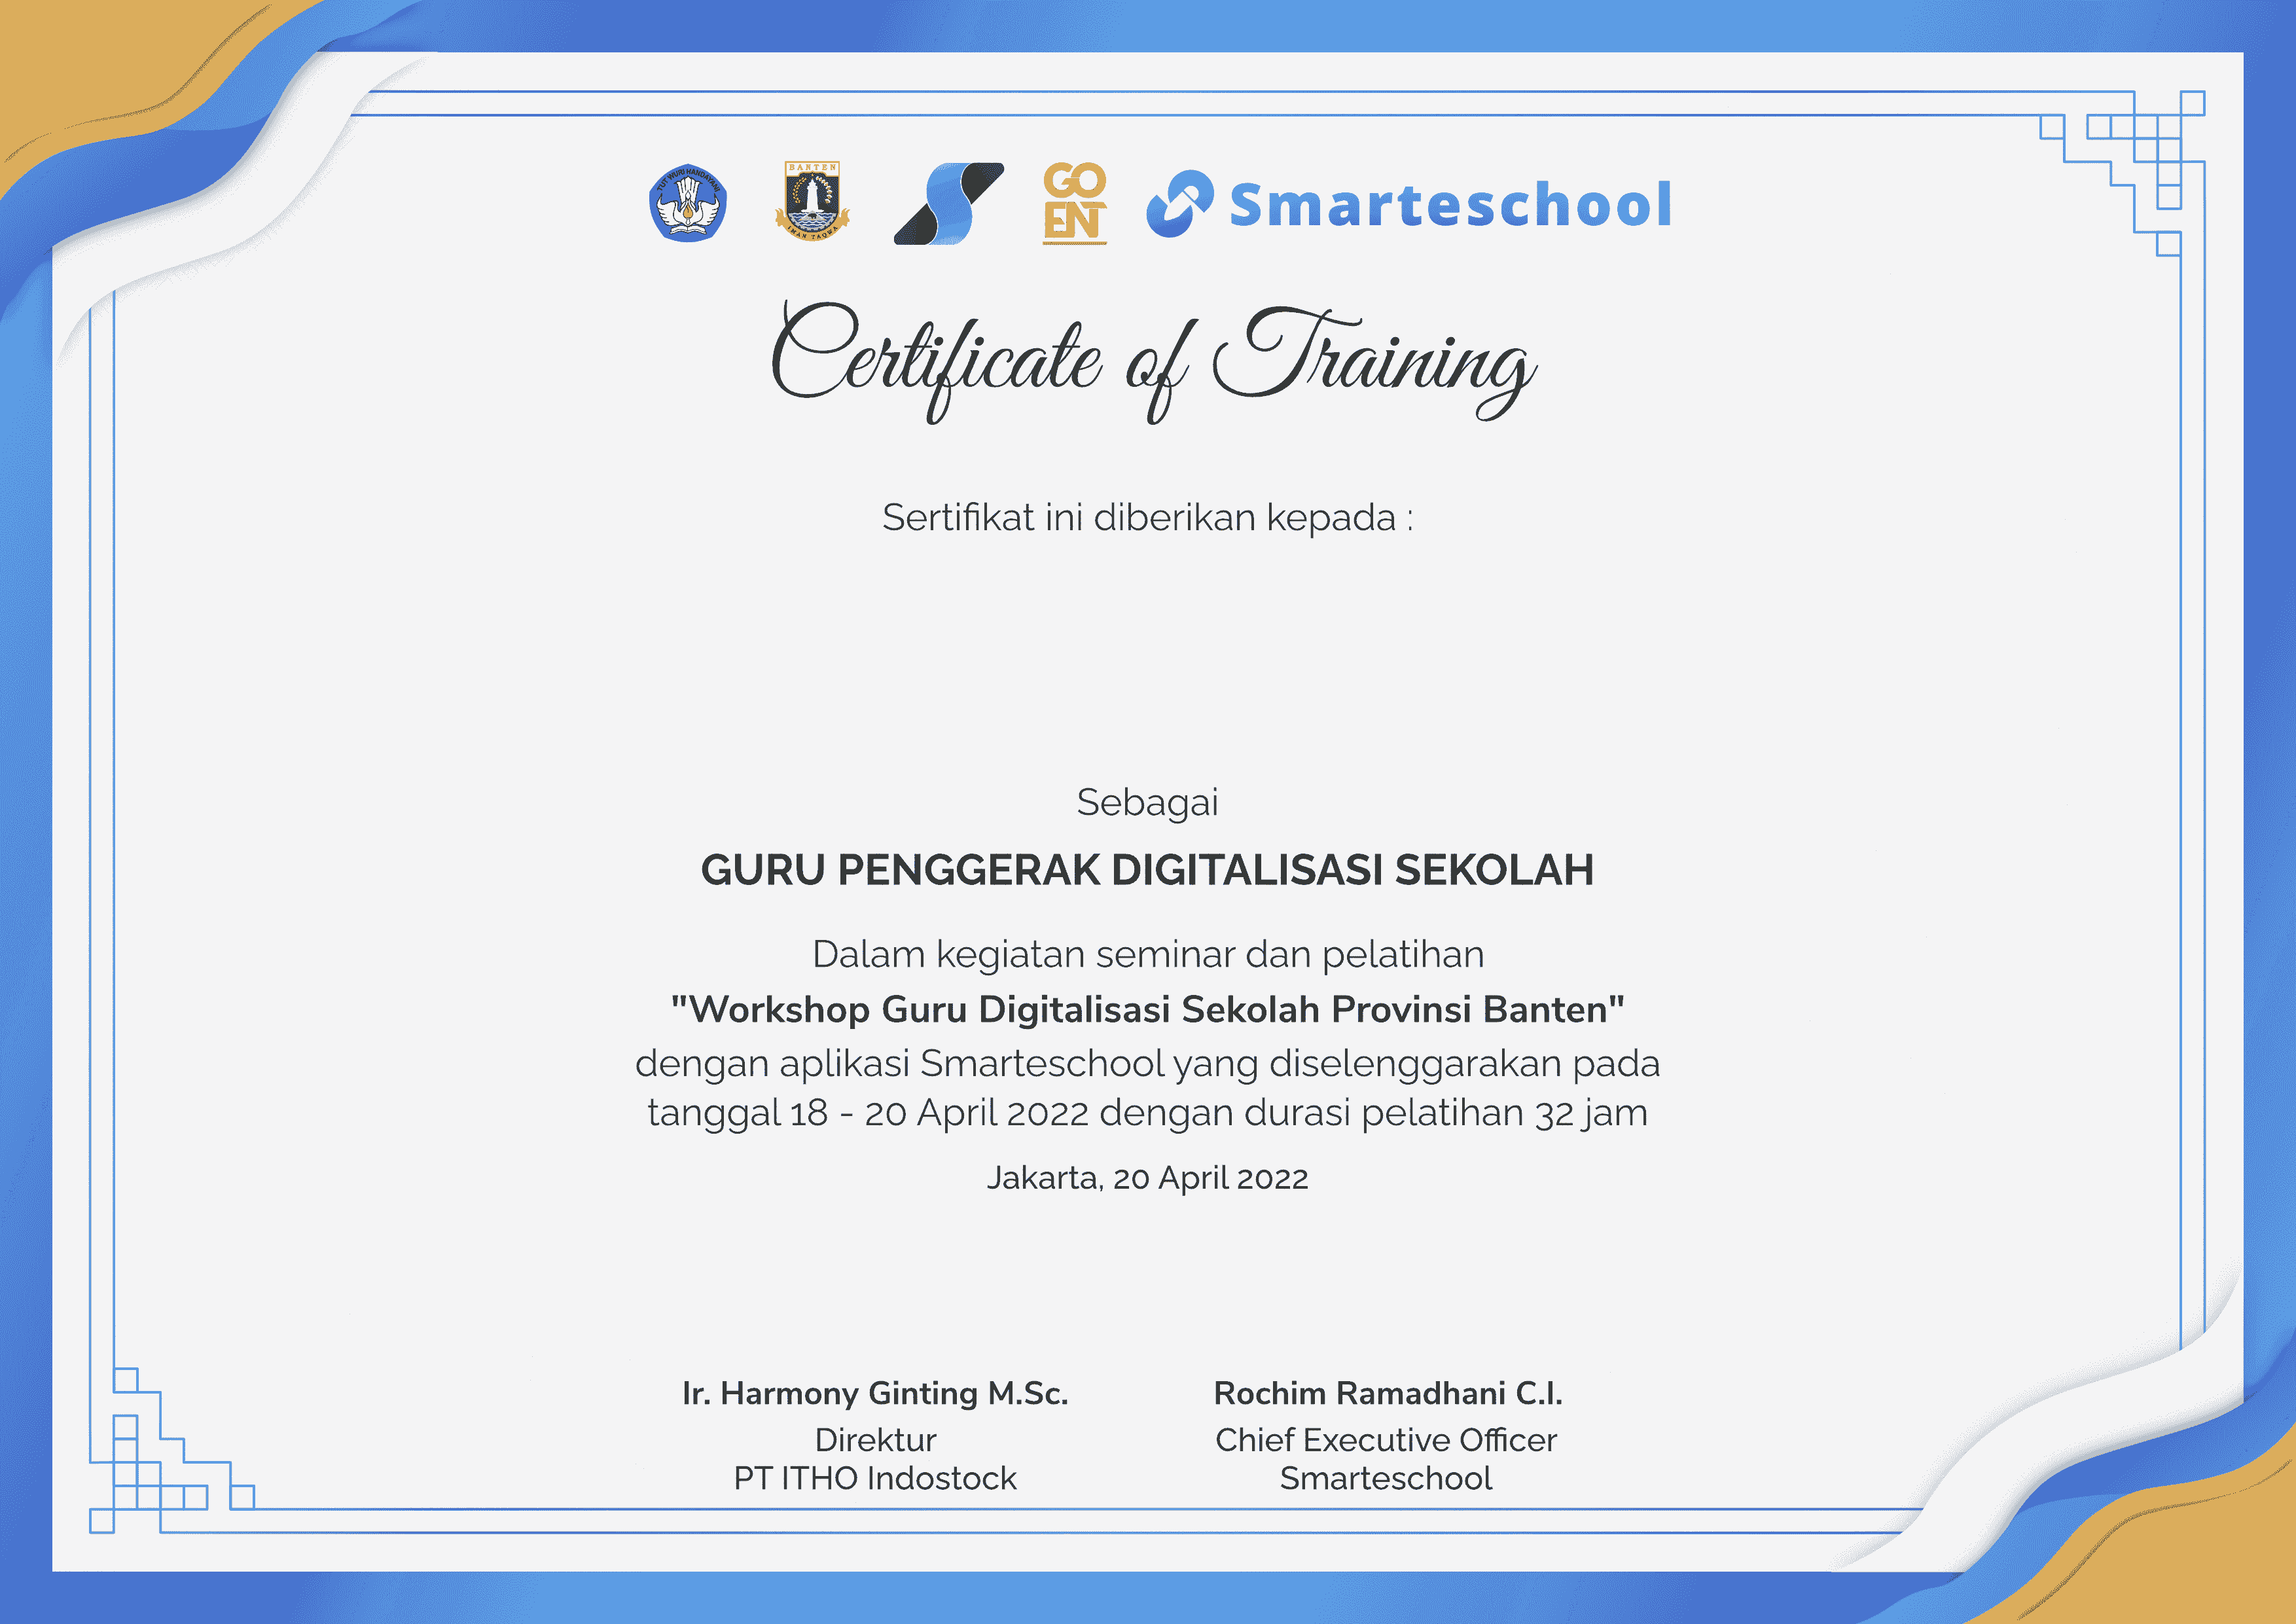 TUT WURI HANDAYANI
BANTEN
IMAN TAQWA
GO
ENT
Smarteschool
Certificate of Training
Sertifikat ini diberikan kepada :
Sebagai
GURU PENGGERAK DIGITALISASI SEKOLAH
Dalam kegiatan seminar dan pelatihan
"Workshop Guru Digitalisasi Sekolah Provinsi Banten"
dengan aplikasi Smarteschool yang diselenggarakan pada
tanggal 18 - 20 April 2022 dengan durasi pelatihan 32 jam
Jakarta, 20 April 2022
Ir. Harmony Ginting M.Sc.
Direktur
PT ITHO Indostock
Rochim Ramadhani C.I.
Chief Executive Officer
Smarteschool